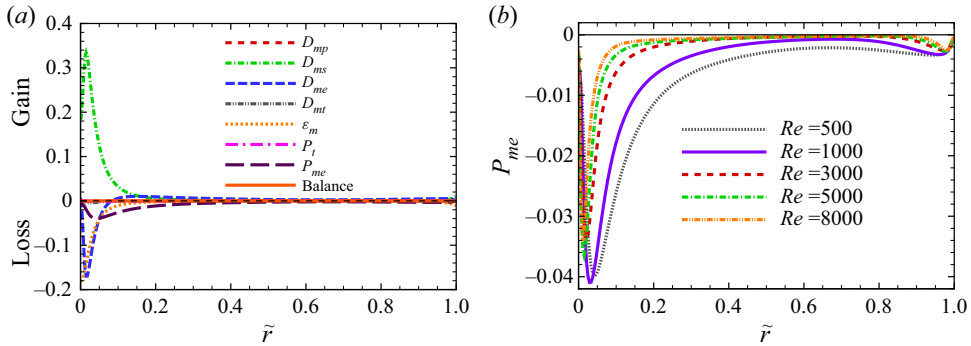 (a)
Gain
Loss
0.4
0.3
0.2
0.1
0
−0.1
−0.2
D_mp
D_ms
D_me
D_mt
ε_m
P_t
P_me
Balance
0 0.2 0.4 0.6 0.8 1.0
r̃
(b)
P_me
0
−0.01
−0.02
−0.03
−0.04
Re =500
Re =1000
Re =3000
Re =5000
Re =8000
0 0.2 0.4 0.6 0.8 1.0
r̃